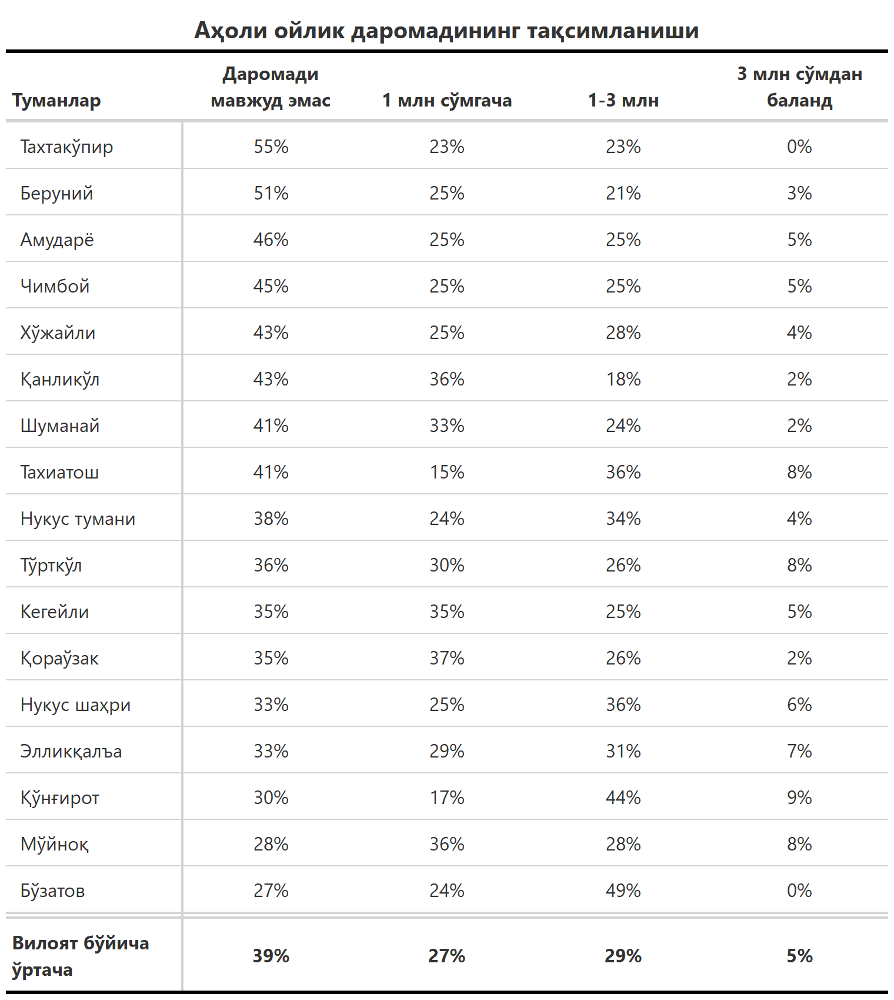 Аҳоли ойлик даромадининг тақсимланиши
Туманлар Даромади мавжуд эмас 1 млн сўмгача 1-3 млн 3 млн сўмдан баланд
Тахтакўпир 55% 23% 23% 0%
Беруний 51% 25% 21% 3%
Амударё 46% 25% 25% 5%
Чимбой 45% 25% 25% 5%
Хўжайли 43% 25% 28% 4%
Қанликўл 43% 36% 18% 2%
Шуманай 41% 33% 24% 2%
Тахиатош 41% 15% 36% 8%
Нукус тумани 38% 24% 34% 4%
Тўрткўл 36% 30% 26% 8%
Кегейли 35% 35% 25% 5%
Қораўзак 35% 37% 26% 2%
Нукус шаҳри 33% 25% 36% 6%
Элликқалъа 33% 29% 31% 7%
Қўнғирот 30% 17% 44% 9%
Мўйноқ 28% 36% 28% 8%
Бўзатов 27% 24% 49% 0%
Вилоят бўйича ўртача 39% 27% 29% 5%